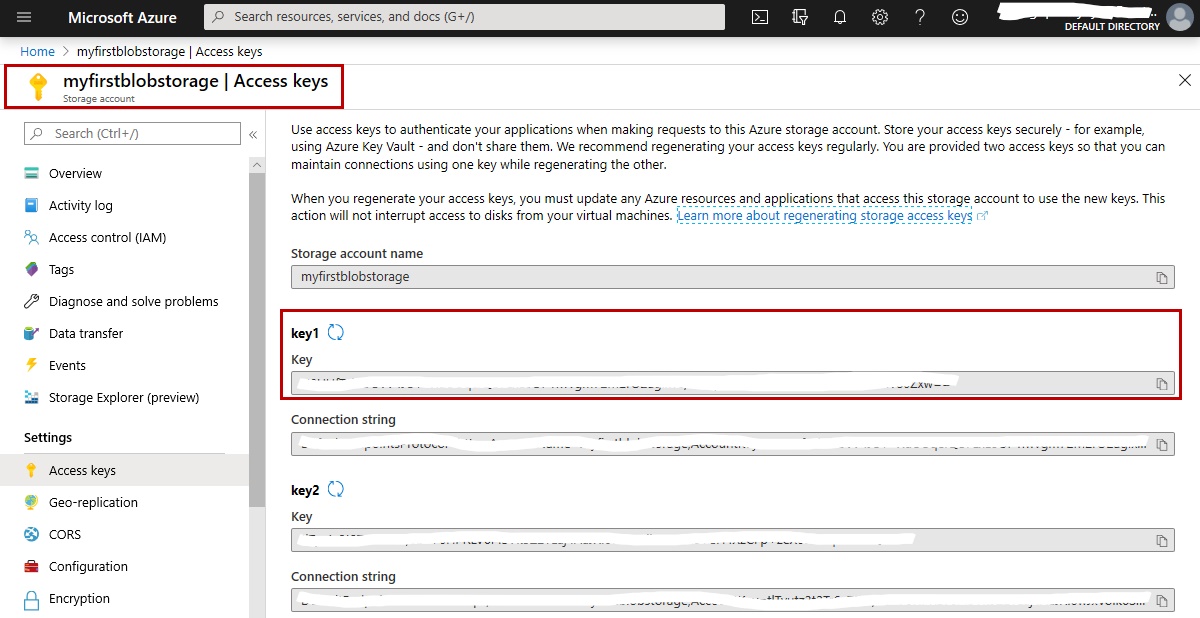 Microsoft Azure
Search resources, services, and docs (G+/)
DEFAULT DIRECTORY
Home > myfirstblobstorage | Access keys
myfirstblobstorage | Access keys
Storage account
Search (Ctrl+/)
Overview
Activity log
Access control (IAM)
Tags
Diagnose and solve problems
Data transfer
Events
Storage Explorer (preview)
Settings
Access keys
Geo-replication
CORS
Configuration
Encryption
Use access keys to authenticate your applications when making requests to this Azure storage account. Store your access keys securely - for example,
using Azure Key Vault - and don't share them. We recommend regenerating your access keys regularly. You are provided two access keys so that you can
maintain connections using one key while regenerating the other.
When you regenerate your access keys, you must update any Azure resources and applications that access this storage account to use the new keys. This
action will not interrupt access to disks from your virtual machines. Learn more about regenerating storage access keys
Storage account name
myfirstblobstorage
key1
Key
Connection string
key2
Key
Connection string